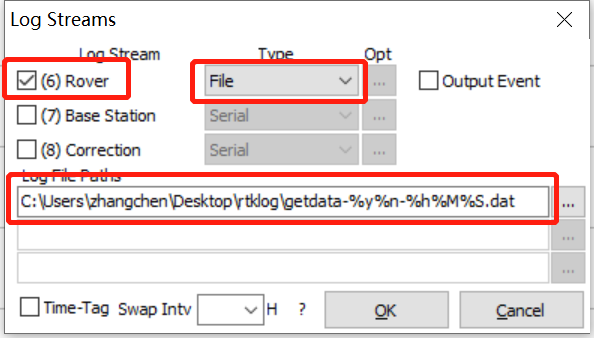 Log Streams
Log Stream Type Opt
(6) Rover File ... Output Event
(7) Base Station Serial ...
(8) Correction Serial ...
Log File Paths
C:\Users\zhangchen\Desktop\rtklog\getdata-%y%n-%h%M%S.dat ...
...
...
Time-Tag Swap Intv H ? OK Cancel